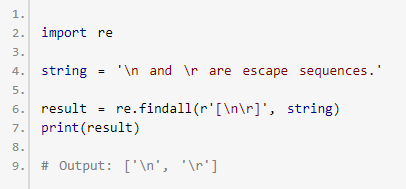 1.
2. import re
3.
4. string = '\n and \r are escape sequences.'
5.
6. result = re.findall(r'[\n\r]', string)
7. print(result)
8.
9. # Output: ['\n', '\r']